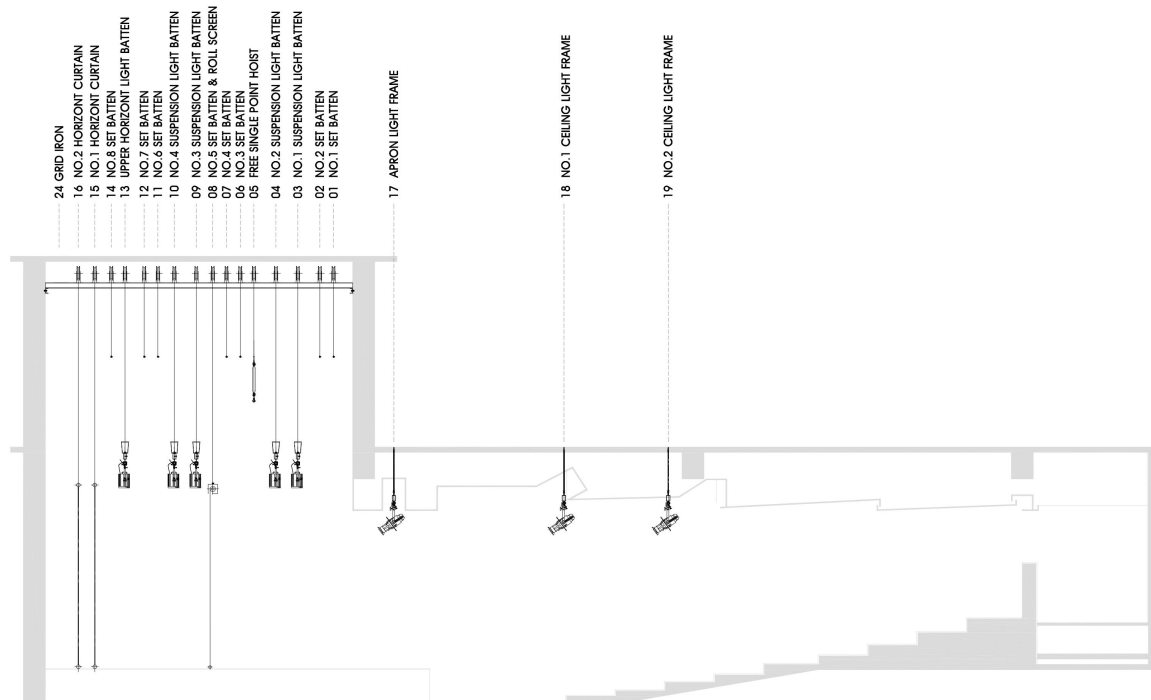 24 GRID IRON
16 NO.2 HORIZONT CURTAIN
15 NO.1 HORIZONT CURTAIN
14 NO.8 SET BATTEN
13 UPPER HORIZONT LIGHT BATTEN
12 NO.7 SET BATTEN
11 NO.6 SET BATTEN
10 NO.4 SUSPENSION LIGHT BATTEN
09 NO.3 SUSPENSION LIGHT BATTEN
08 NO.5 SET BATTEN & ROLL SCREEN
07 NO.4 SET BATTEN
06 NO.3 SET BATTEN
05 FREE SINGLE POINT HOIST
04 NO.2 SUSPENSION LIGHT BATTEN
03 NO.1 SUSPENSION LIGHT BATTEN
02 NO.2 SET BATTEN
01 NO.1 SET BATTEN
17 APRON LIGHT FRAME
18 NO.1 CEILING LIGHT FRAME
19 NO.2 CEILING LIGHT FRAME